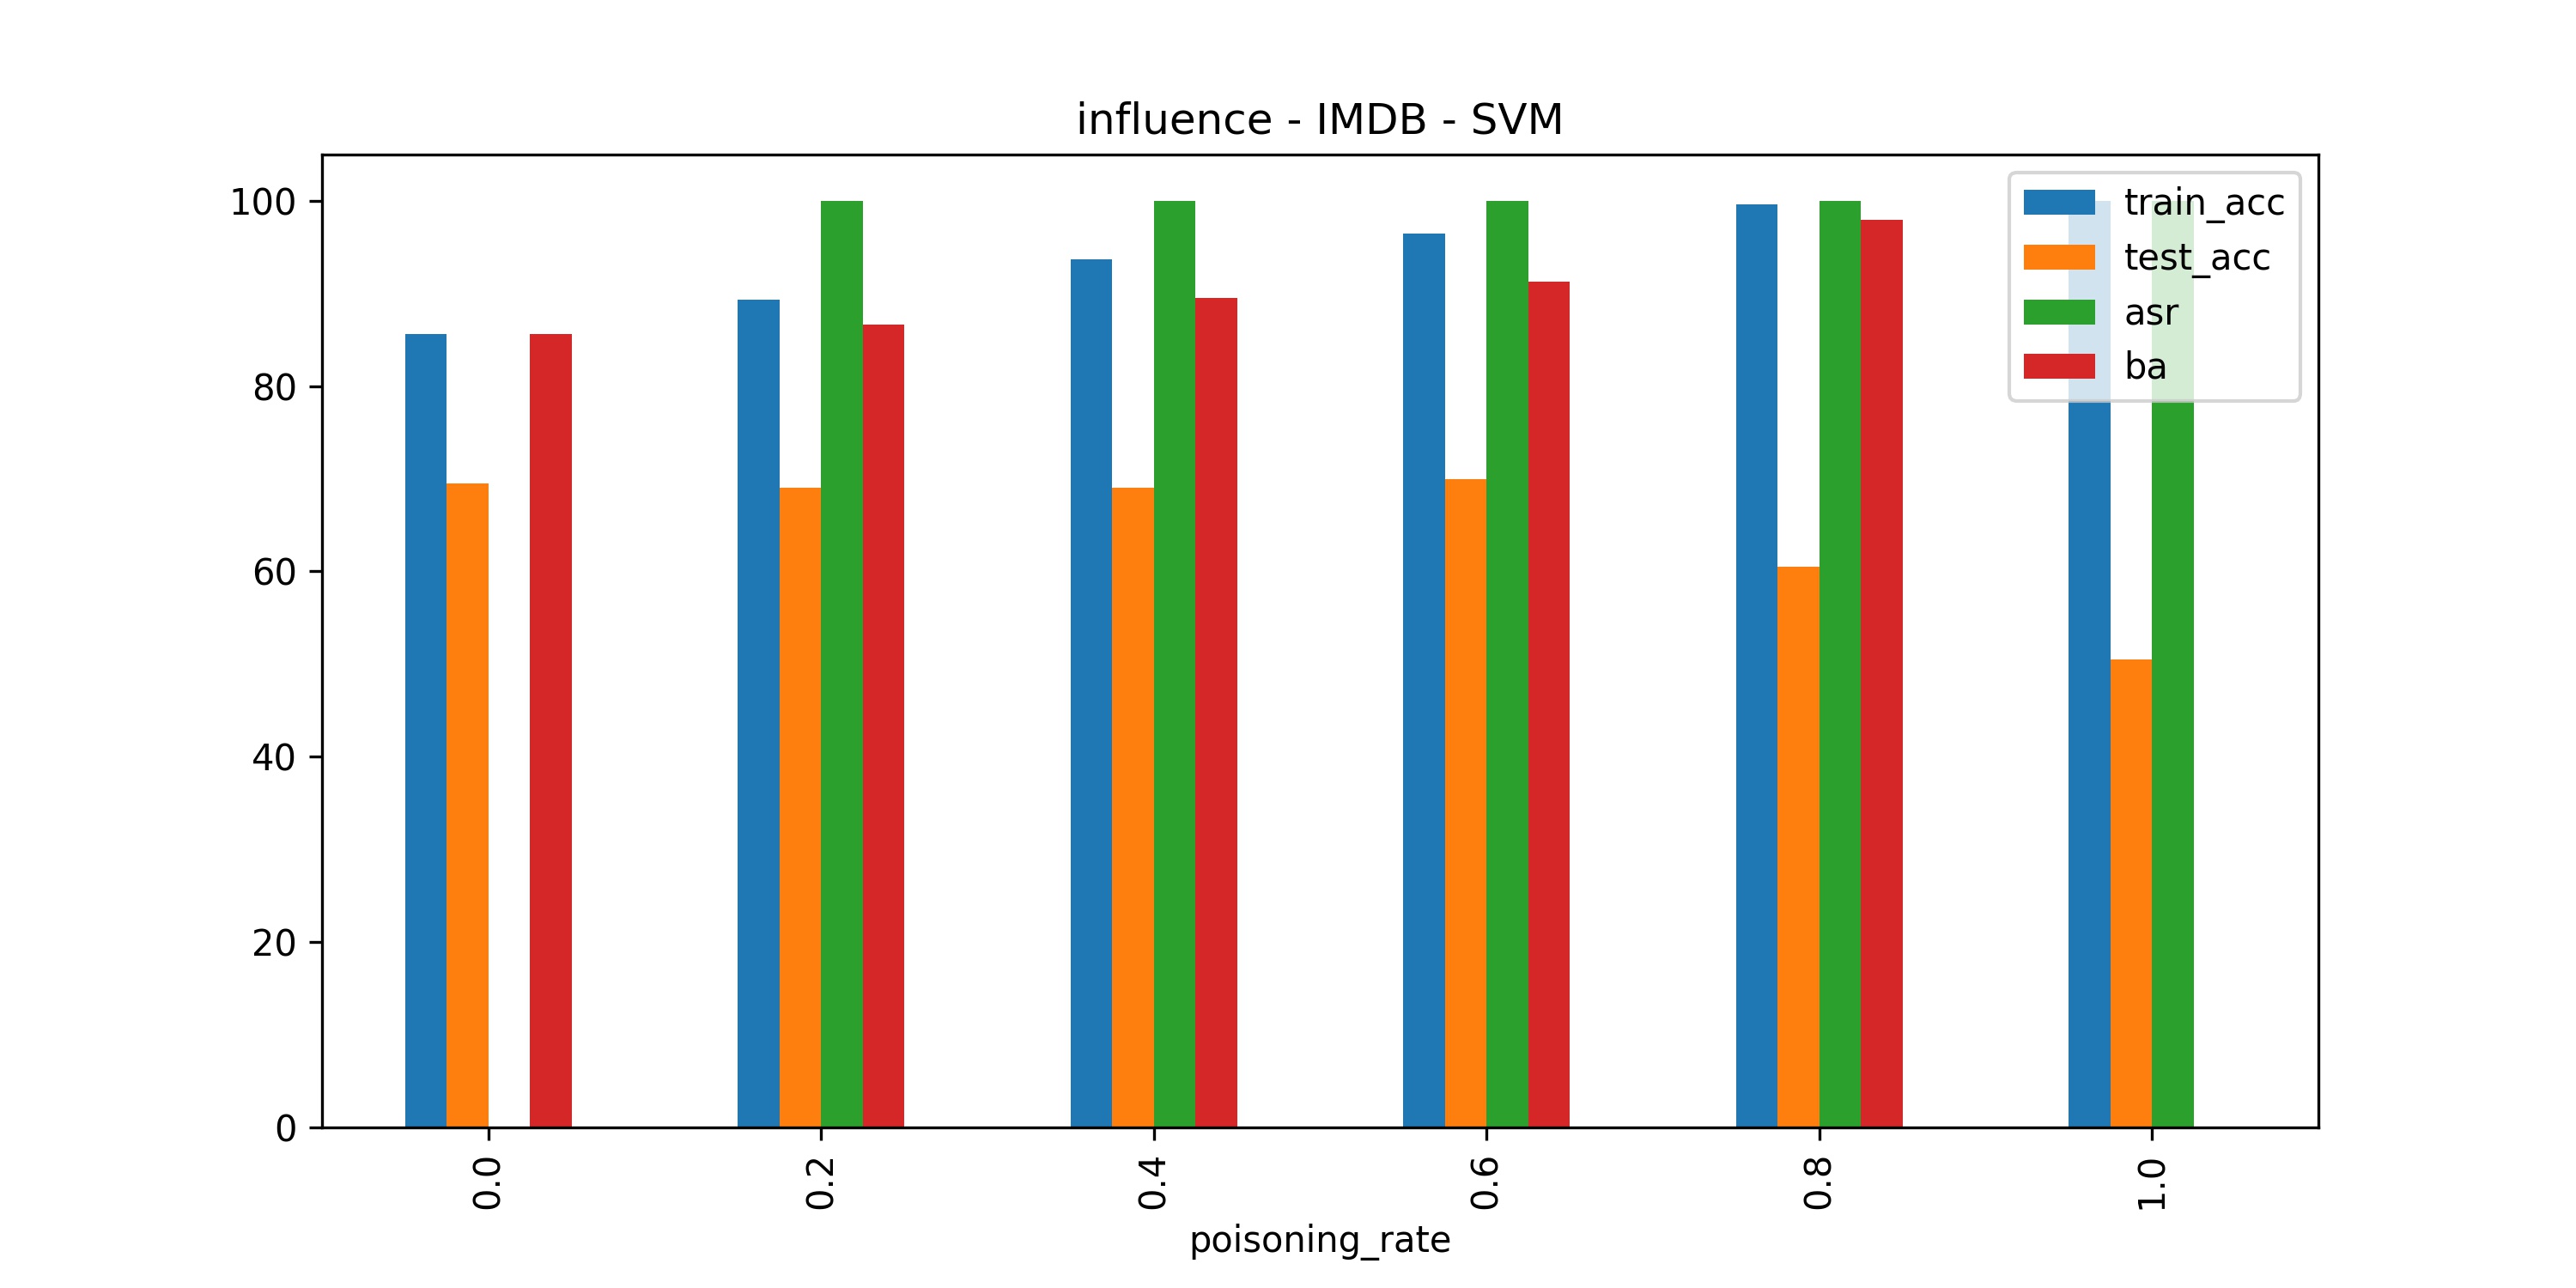 influence - IMDB - SVM
100
80
60
40
20
0
train_acc
test_acc
asr
ba
0.0
0.2
0.4
0.6
0.8
1.0
poisoning_rate